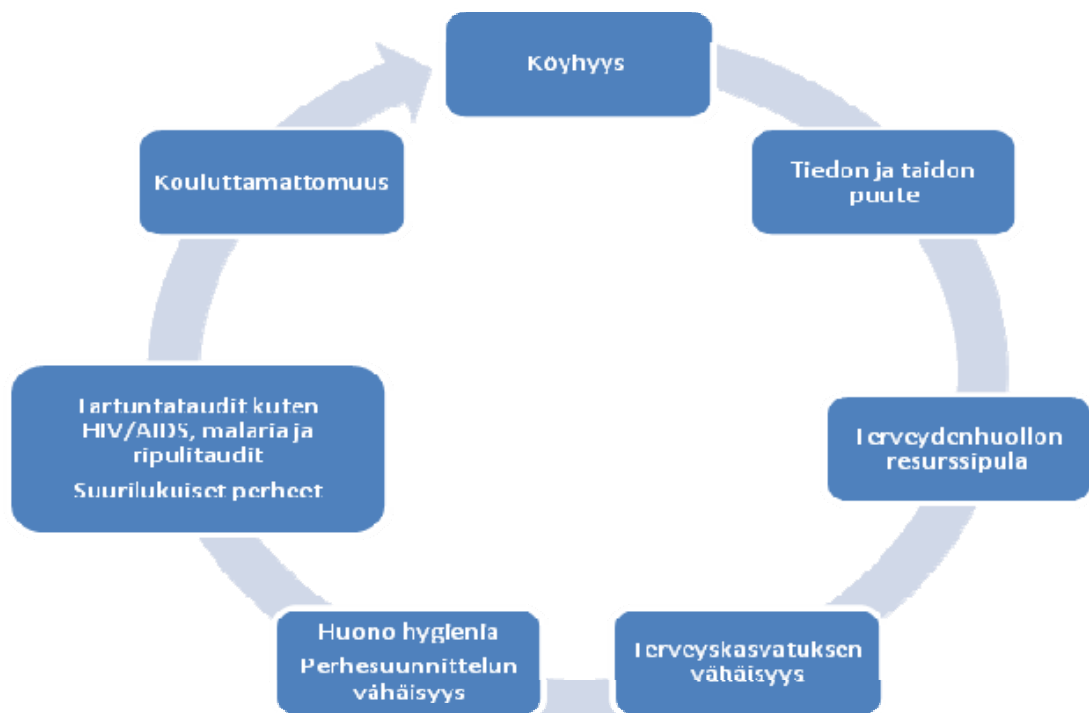 Köyhyys
Tiedon ja taidon
puute
Terveydenhuollon
resurssipula
Terveyskasvatuksen
vähäisyys
Huono hygienia
Perhesuunnittelun
vähäisyys
Tartuntataudit kuten
HIV/AIDS, malaria ja
ripulitaudit
Suurilukuiset perheet
Kouluttamattomuus